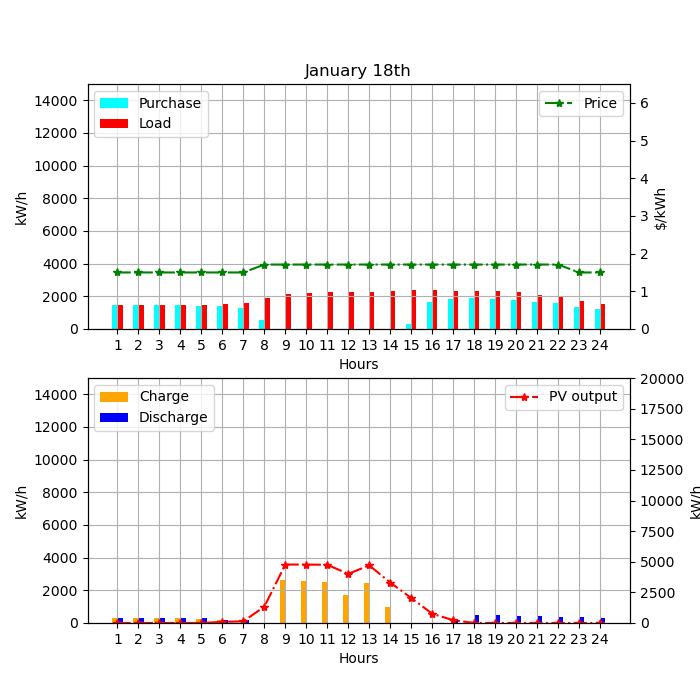 January 18th
Purchase
Load
Price
14000
12000
10000
8000
6000
4000
2000
0
kW/h
6
5
4
3
2
1
0
$/kWh
1 2 3 4 5 6 7 8 9 10 11 12 13 14 15 16 17 18 19 20 21 22 23 24
Hours
Charge
Discharge
PV output
14000
12000
10000
8000
6000
4000
2000
0
kW/h
20000
17500
15000
12500
10000
7500
5000
2500
0
kW/h
1 2 3 4 5 6 7 8 9 10 11 12 13 14 15 16 17 18 19 20 21 22 23 24
Hours